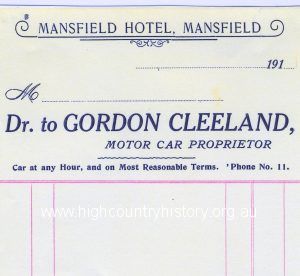 MANSFIELD HOTEL, MANSFIELD
191
M
Dr. to GORDON CLEELAND,
MOTOR CAR PROPRIETOR
Car at any Hour, and on Most Reasonable Terms. 'Phone No. 11.
www.highcountryhistory.org.au